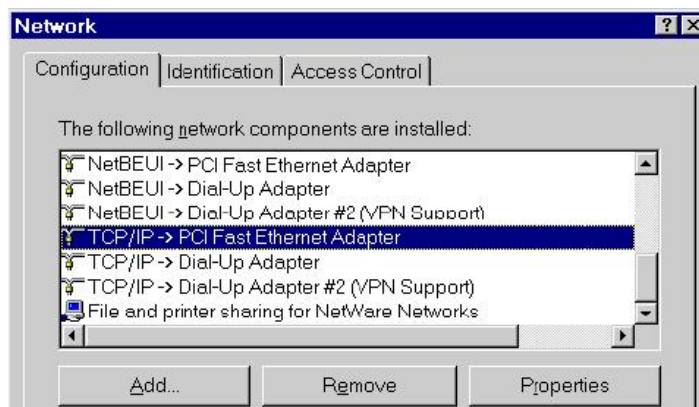 Network
Configuration Identification Access Control
The following network components are installed:
NetBEUI -> PCI Fast Ethernet Adapter
NetBEUI -> Dial-Up Adapter
NetBEUI -> Dial-Up Adapter #2 (VPN Support)
TCP/IP -> PCI Fast Ethernet Adapter
TCP/IP -> Dial-Up Adapter
TCP/IP -> Dial-Up Adapter #2 (VPN Support)
File and printer sharing for NetWare Networks
Add... Remove Properties